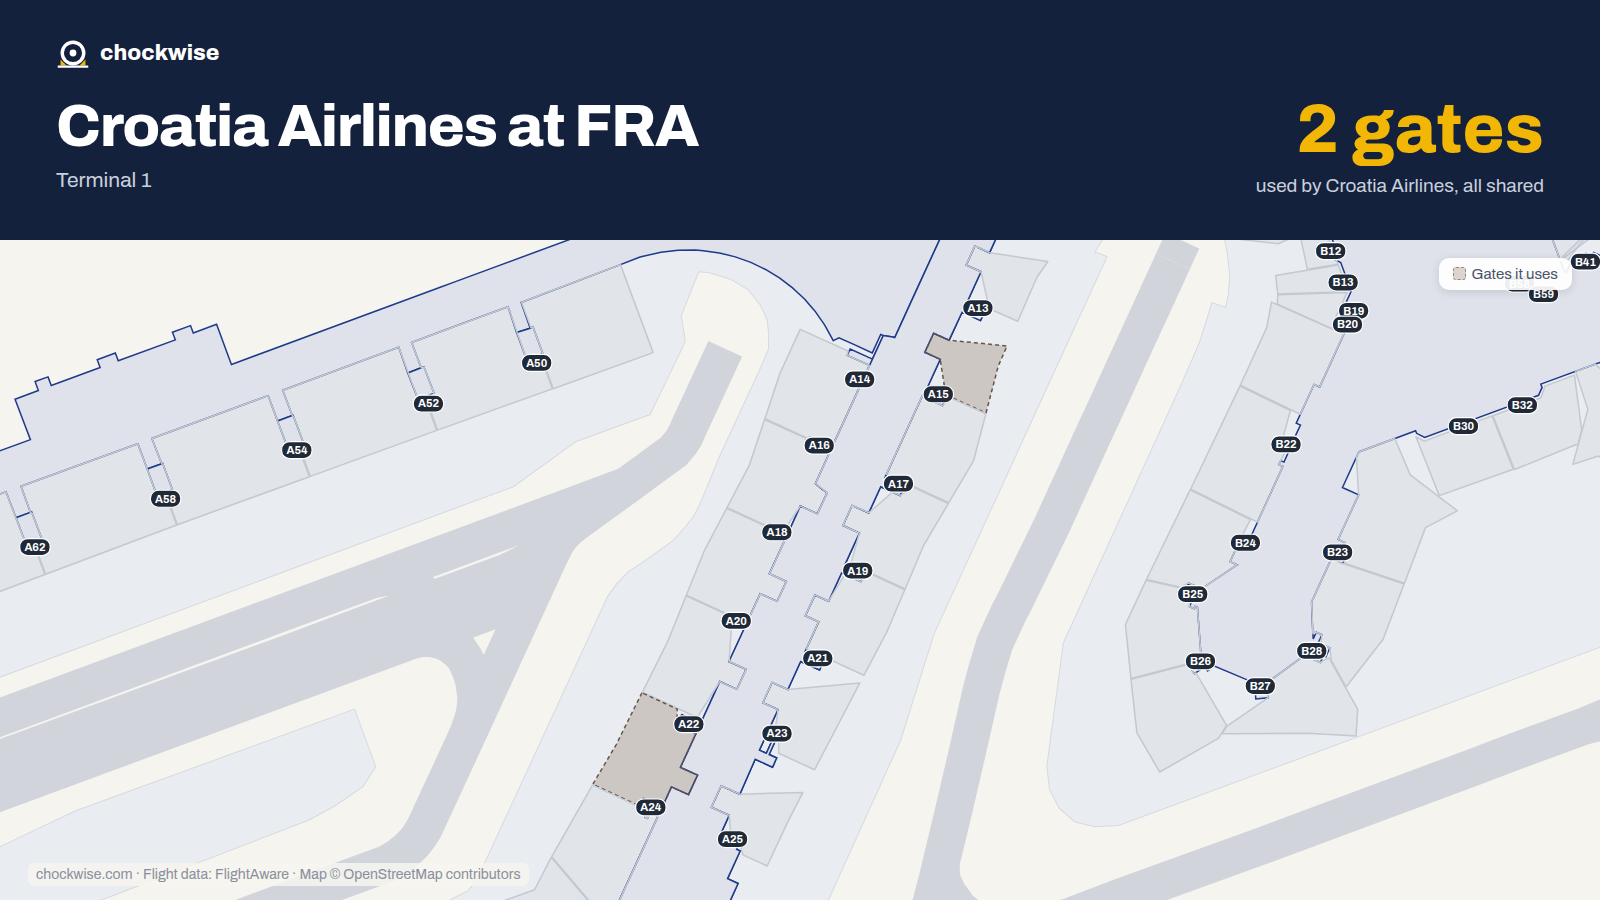 chockwise
Croatia Airlines at FRA
Terminal 1
2 gates
used by Croatia Airlines, all shared
Gates it uses
B12
B13
B19
B20
B41
B59
A13
A14
A15
A16
A17
A18
A19
A20
A21
A22
A23
A24
A25
A50
A52
A54
A58
A62
B22
B24
B25
B26
B27
B28
B23
B30
B32
chockwise.com · Flight data: FlightAware · Map © OpenStreetMap contributors